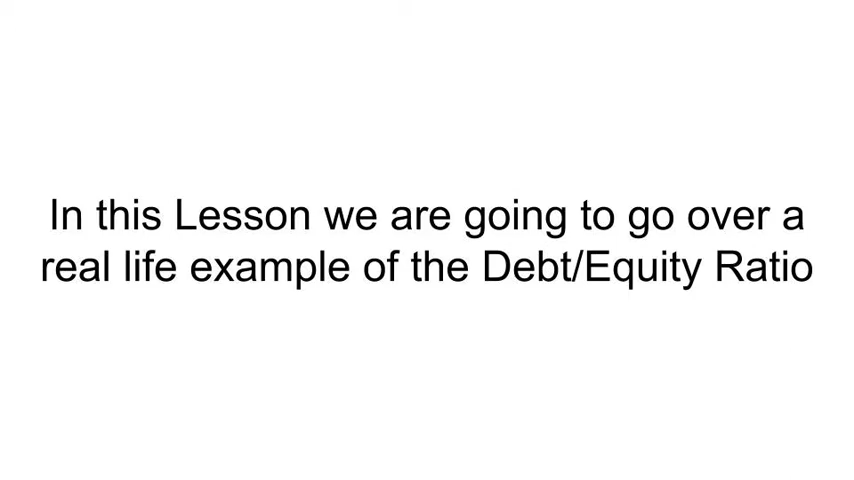 In this Lesson we are going to go over a
real life example of the Debt/Equity Ratio